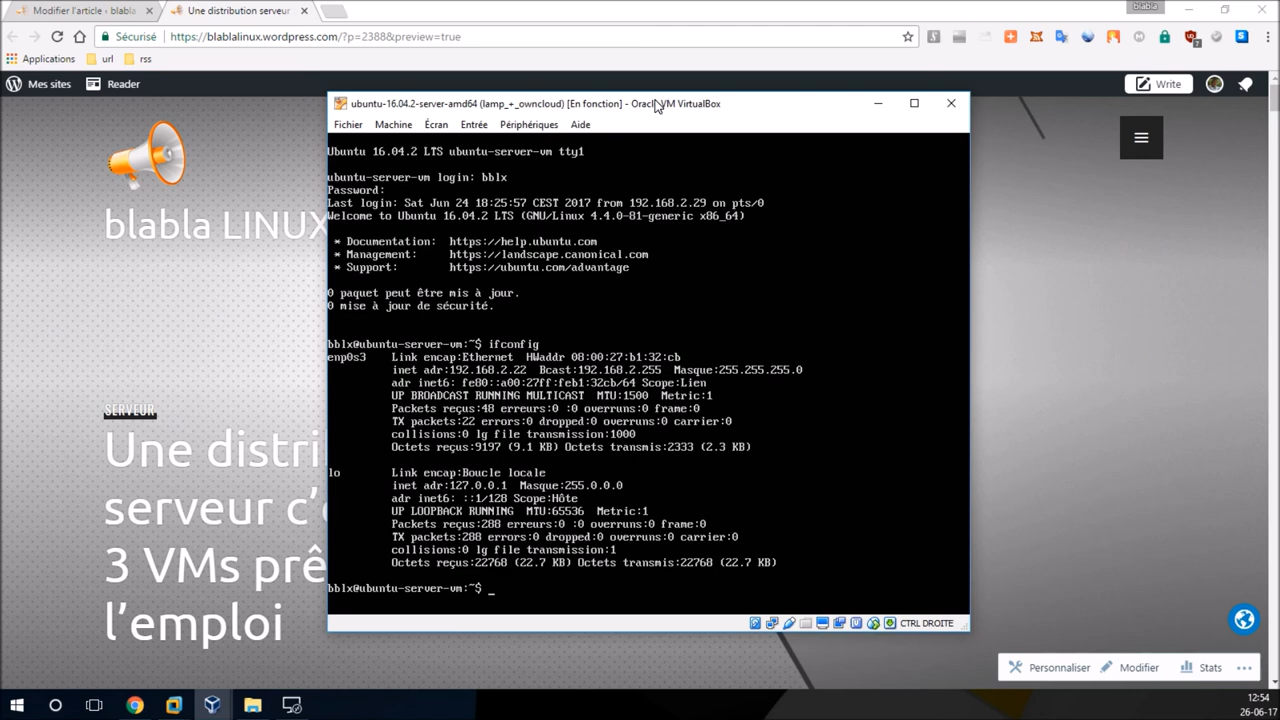 Modifier l'article ‹ blabla
Une distribution serveur
blabla
Sécurisé
https://blablalinux.wordpress.com/?p=2388&preview=true
7
Applications
url
rss
Mes sites
Reader
Write
ubuntu-16.04.2-server-amd64 (lamp_+_owncloud) [En fonction] - Oracle VM VirtualBox
Fichier Machine Écran Entrée Périphériques Aide
Ubuntu 16.04.2 LTS ubuntu-server-vm tty1
ubuntu-server-vm login: bblx
Password:
Last login: Sat Jun 24 18:25:57 CEST 2017 from 192.168.2.29 on pts/0
Welcome to Ubuntu 16.04.2 LTS (GNU/Linux 4.4.0-81-generic x86_64)
* Documentation: https://help.ubuntu.com
* Management: https://landscape.canonical.com
* Support: https://ubuntu.com/advantage
0 paquet peut être mis à jour.
0 mise à jour de sécurité.
bblx@ubuntu-server-vm:~$ ifconfig
enp0s3 Link encap:Ethernet HWaddr 08:00:27:b1:32:cb
inet adr:192.168.2.22 Bcast:192.168.2.255 Masque:255.255.255.0
adr inet6: fe80::a00:27ff:feb1:32cb/64 Scope:Lien
UP BROADCAST RUNNING MULTICAST MTU:1500 Metric:1
Packets reçus:48 erreurs:0 :0 overruns:0 frame:0
TX packets:22 errors:0 dropped:0 overruns:0 carrier:0
collisions:0 lg file transmission:1000
Octets reçus:9197 (9.1 KB) Octets transmis:2333 (2.3 KB)
lo Link encap:Boucle locale
inet adr:127.0.0.1 Masque:255.0.0.0
adr inet6: ::1/128 Scope:Hôte
UP LOOPBACK RUNNING MTU:65536 Metric:1
Packets reçus:288 erreurs:0 :0 overruns:0 frame:0
TX packets:288 errors:0 dropped:0 overruns:0 carrier:0
collisions:0 lg file transmission:1
Octets reçus:22768 (22.7 KB) Octets transmis:22768 (22.7 KB)
bblx@ubuntu-server-vm:~$ _
CTRL DROITE
blabla LINUX
SERVEUR
Une distri
serveur c'
3 VMs prê
l'emploi
Personnaliser
Modifier
Stats
12:54
26-06-17